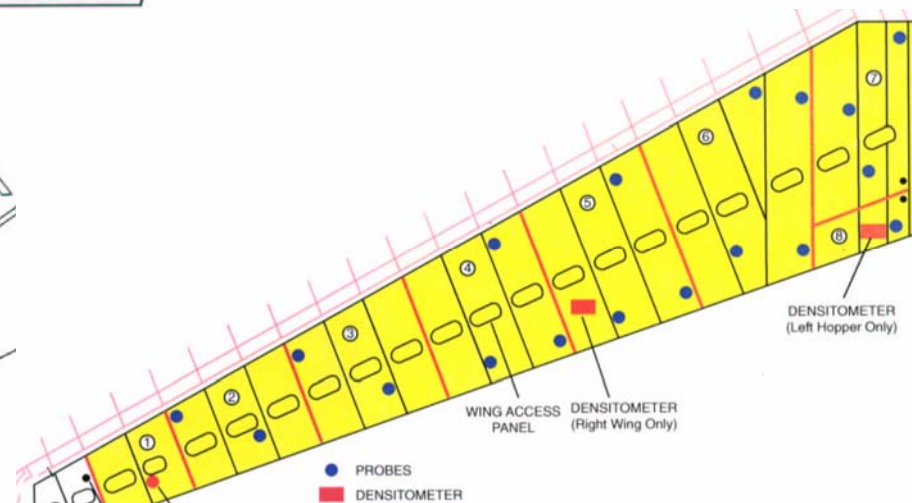 ⑦
⑥
⑤
④
⑧
③
DENSITOMETER
(Left Hopper Only)
②
WING ACCESS
PANEL
DENSITOMETER
(Right Wing Only)
①
PROBES
DENSITOMETER